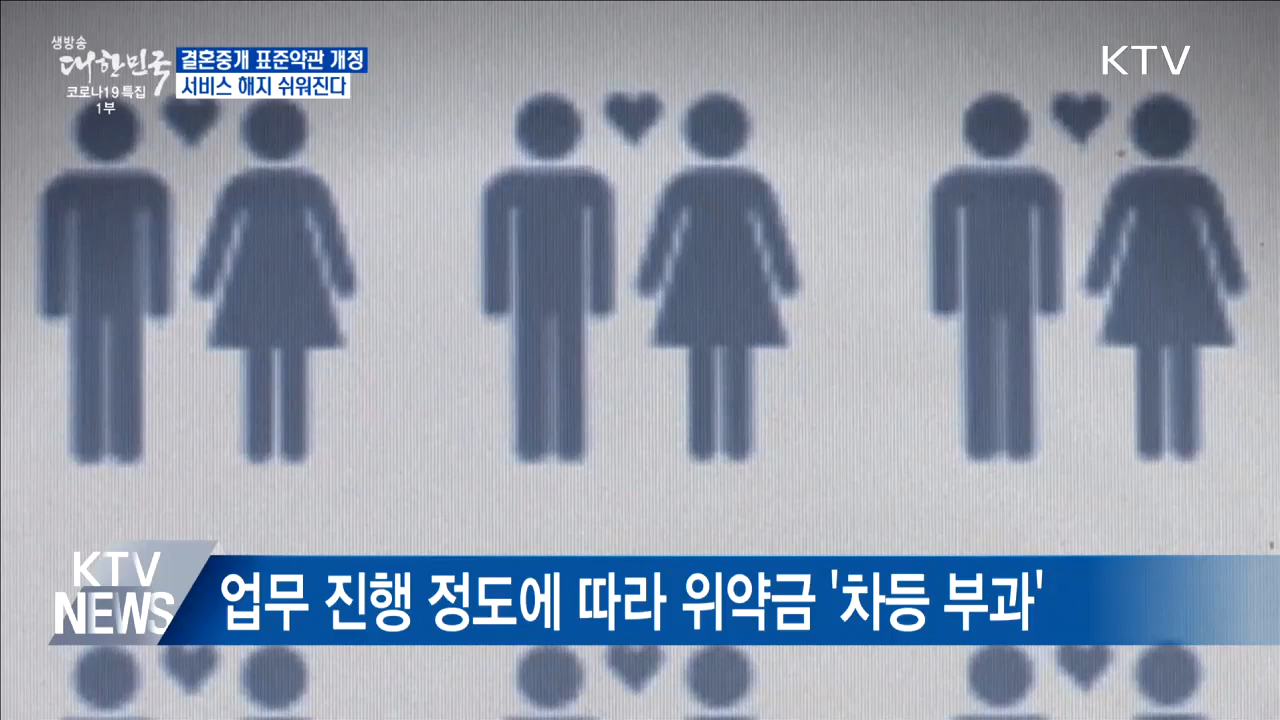 생방송
대한민국
코로나19 특집
1부
결혼중개 표준약관 개정
서비스 해지 쉬워진다
KTV
KTV
NEWS
업무 진행 정도에 따라 위약금 '차등 부과'